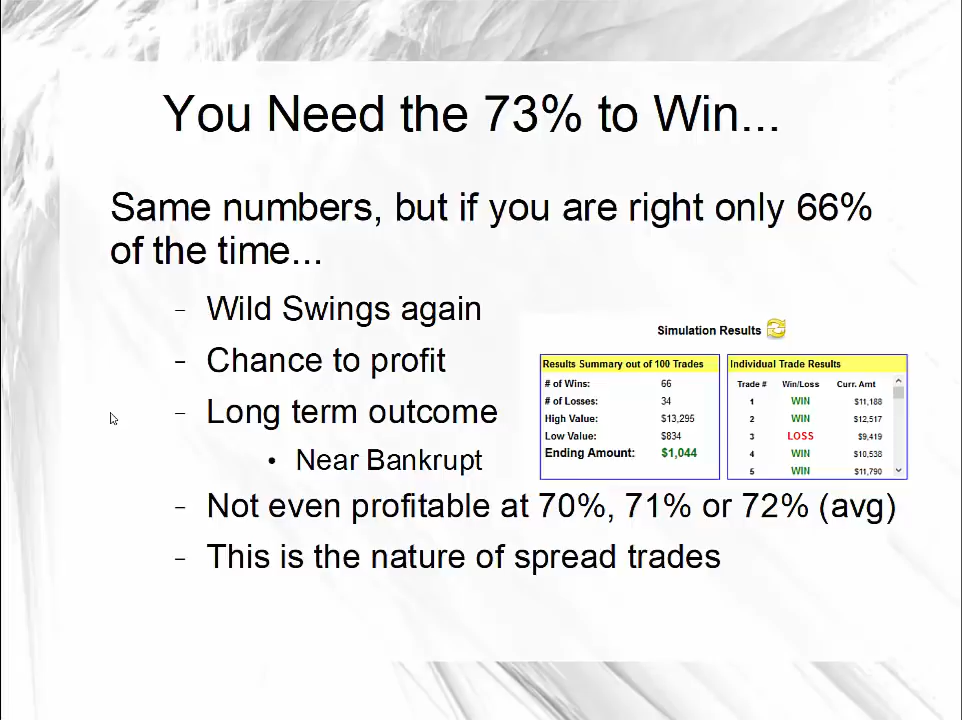 You Need the 73% to Win...
Same numbers, but if you are right only 66%
of the time...
– Wild Swings again
– Chance to profit
– Long term outcome
• Near Bankrupt
– Not even profitable at 70%, 71% or 72% (avg)
– This is the nature of spread trades
Simulation Results
Results Summary out of 100 Trades
# of Wins: 66
# of Losses: 34
High Value: $13,295
Low Value: $834
Ending Amount: $1,044
Individual Trade Results
Trade # Win/Loss Curr. Amt
1 WIN $11,188
2 WIN $12,517
3 LOSS $9,419
4 WIN $10,538
5 WIN $11,790